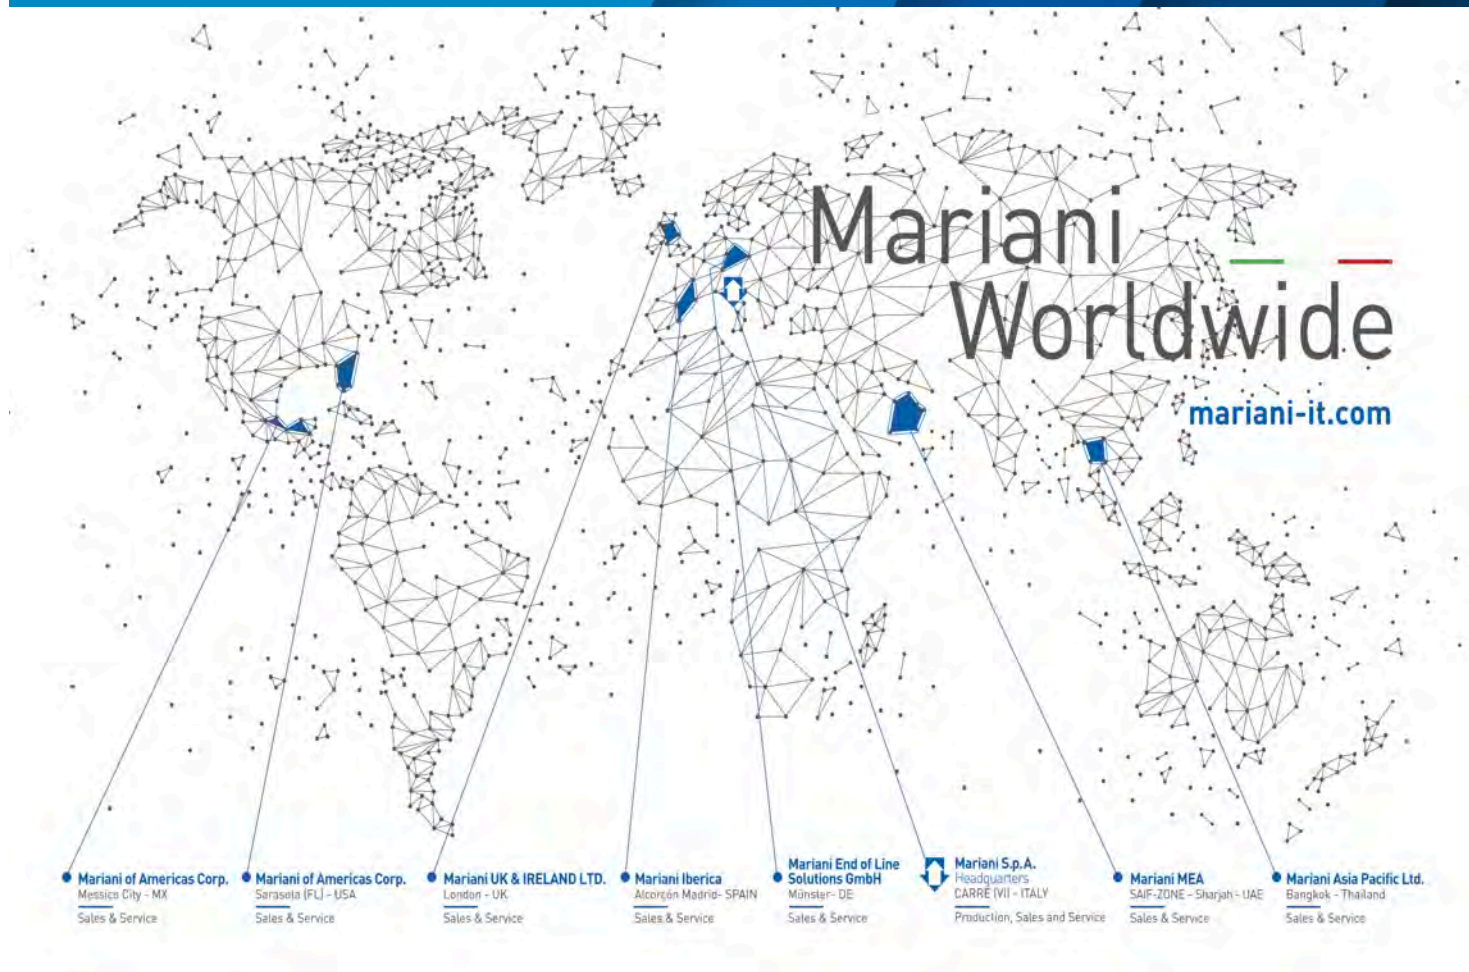 Mariani
Worldwide
mariani-it.com
Mariani of Americas Corp.
Messico City - MX
Sales & Service
Mariani of Americas Corp.
Sarasota (FL) - USA
Sales & Service
Mariani UK & IRELAND LTD.
London - UK
Sales & Service
Mariani Iberica
Alcorcón Madrid- SPAIN
Sales & Service
Mariani End of Line
Solutions GmbH
Münster- DE
Sales & Service
Mariani S.p.A.
Headquarters
CARRÈ (VI) - ITALY
Production, Sales and Service
Mariani MEA
SAIF-ZONE - Sharjah - UAE
Sales & Service
Mariani Asia Pacific Ltd.
Bangkok - Thailand
Sales & Service